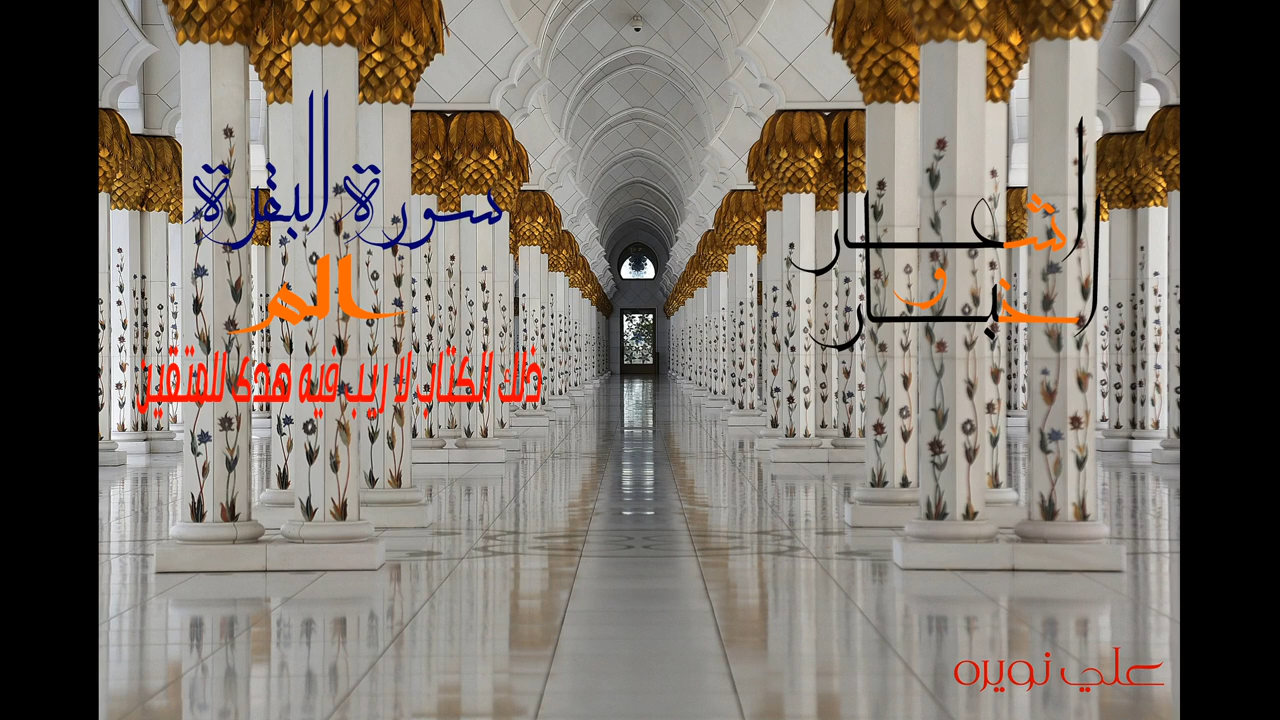 اشعار
و
اخبار
سورة البقرة
الم
ذلك الكتاب لا ريب فيه هدى للمتقين
علي نويره